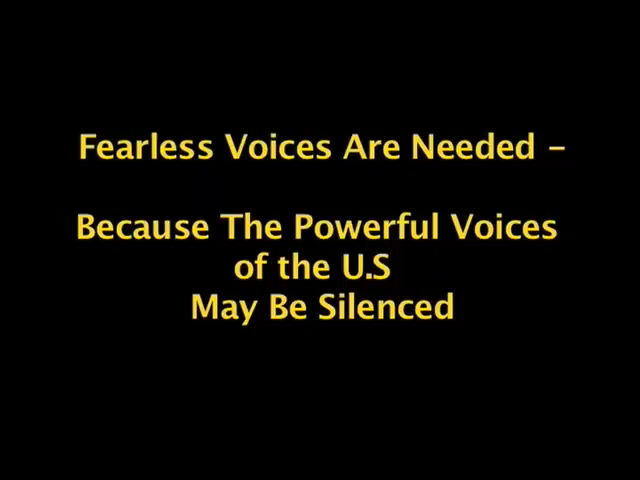 Fearless Voices Are Needed –
Because The Powerful Voices
of the U.S
May Be Silenced